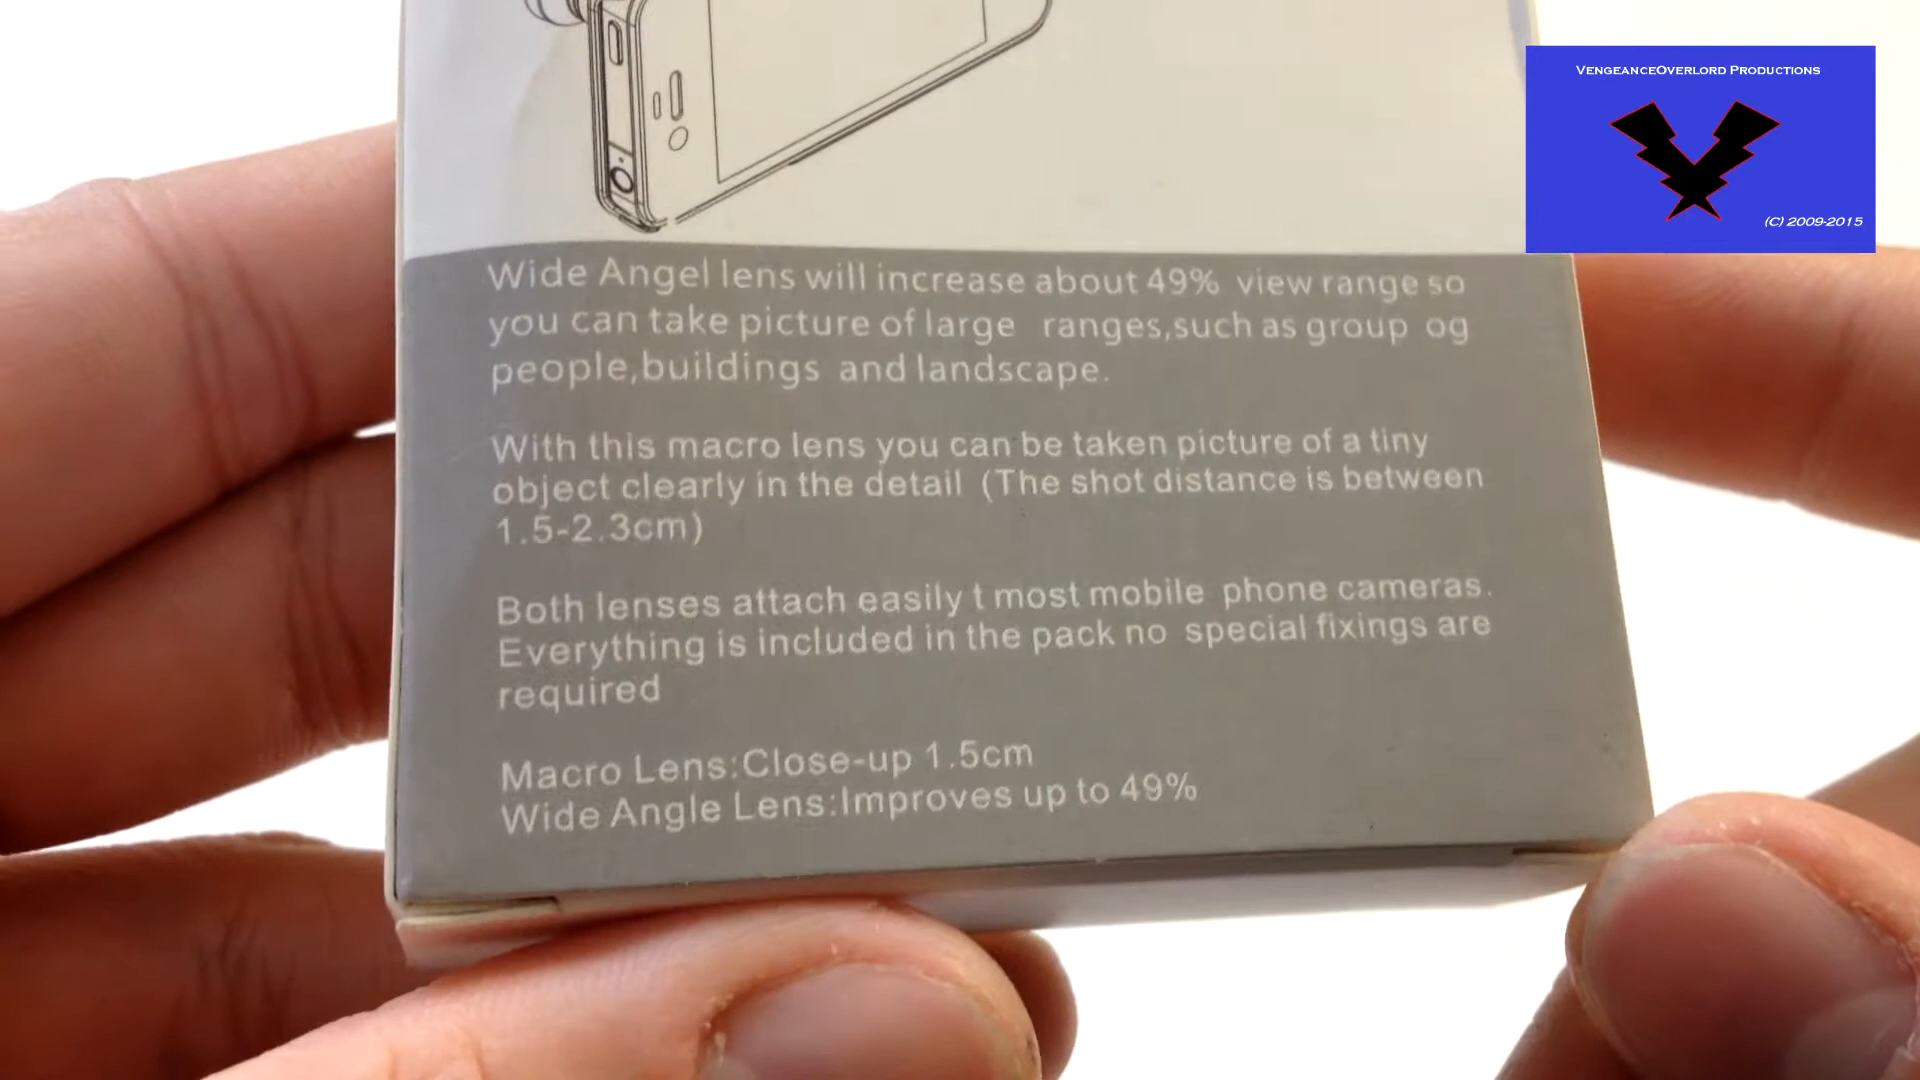 VengeanceOverlord Productions
(C) 2009-2015
Wide Angel lens will increase about 49% view range so
you can take picture of large ranges,such as group og
people,buildings and landscape.
With this macro lens you can be taken picture of a tiny
object clearly in the detail (The shot distance is between
1.5-2.3cm)
Both lenses attach easily t most mobile phone cameras.
Everything is included in the pack no special fixings are
required
Macro Lens:Close-up 1.5cm
Wide Angle Lens:Improves up to 49%